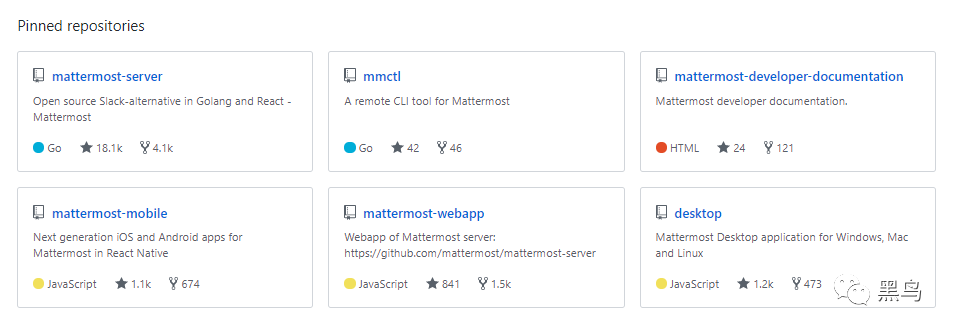 Pinned repositories
mattermost-server
Open source Slack-alternative in Golang and React -
Mattermost
Go 18.1k 4.1k
mmctl
A remote CLI tool for Mattermost
Go 42 46
mattermost-developer-documentation
Mattermost developer documentation.
HTML 24 121
mattermost-mobile
Next generation iOS and Android apps for
Mattermost in React Native
JavaScript 1.1k 674
mattermost-webapp
Webapp of Mattermost server:
https://github.com/mattermost/mattermost-server
JavaScript 841 1.5k
desktop
Mattermost Desktop application for Windows, Mac
and Linux
JavaScript 1.2k 473
黑鸟